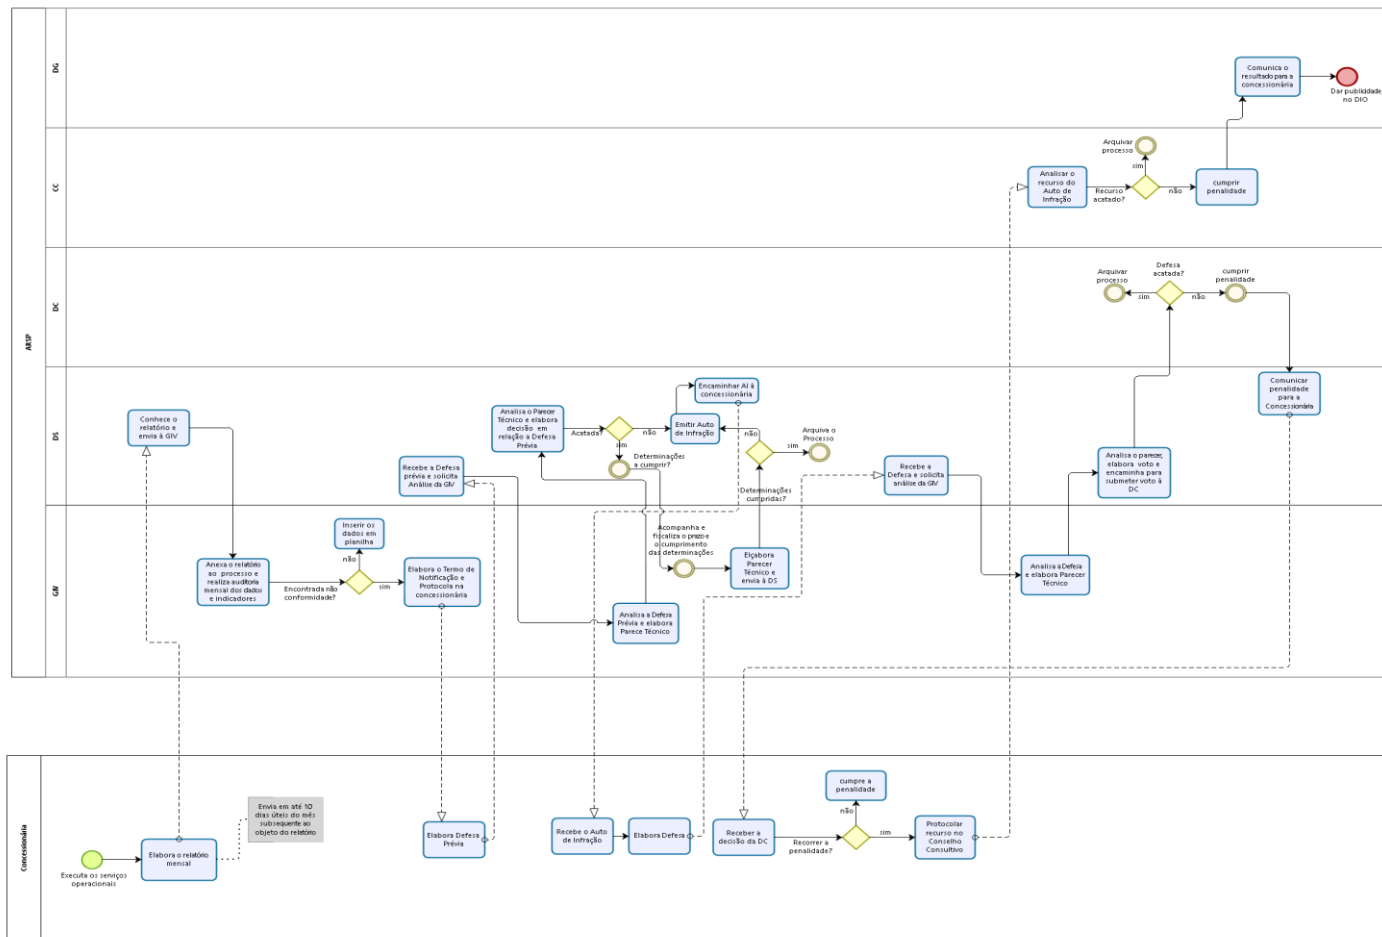 ARSP
DG
Comunica o
resultado para a
concessionária
Dar publicidade
no DIO
CC
Arquivar
processo
sim
Analisar o
recurso do
Auto de
Infração
Recurso
acatado?
não
cumprir
penalidade
DC
Defesa
acatada?
Arquivar
processo
sim
não
cumprir
penalidade
DS
Conhece o
relatório e
envia à GIV
Recebe a Defesa
prévia e solicita
Análise da GIV
Analisa o Parecer
Técnico e elabora
decisão em
relação a Defesa
Prévia
Acatada?
não
sim
Determinações
a cumprir?
Encaminhar AI à
concessionária
Emitir Auto
de Infração
não
sim
Arquiva o
Processo
Determinações
cumpridas?
Recebe a
Defesa e solicita
análise da GIV
Analisa o parecer,
elabora voto e
encaminha para
submeter voto à
DC
Comunicar
penalidade
para a
Concessionária
GIV
Anexa o relatório
ao processo e
realiza auditoria
mensal dos dados
e indicadores
Encontrada não
conformidade?
Inserir os
dados em
planilha
não
sim
Elabora o Termo de
Notificação e
Protocola na
concessionária
Analisa a Defesa
Prévia e elabora
Parece Técnico
Acompanha e
fiscaliza o prazo e
o cumprimento
das determinações
Elçabora
Parecer
Técnico e
envia à DS
Analisa a Defesa
e elabora Parecer
Técnico
Concessionária
Executa os serviços
operacionais
Elabora o relatório
mensal
Envia em até 10
dias úteis do mês
subsequente ao
objeto do relatório
Elabora Defesa
Prévia
Recebe o Auto
de Infração
Elabora Defesa
Receber a
decisão da DC
Recorrer a
penalidade?
cumpre a
penalidade
não
sim
Protocolar
recurso no
Conselho
Consultivo